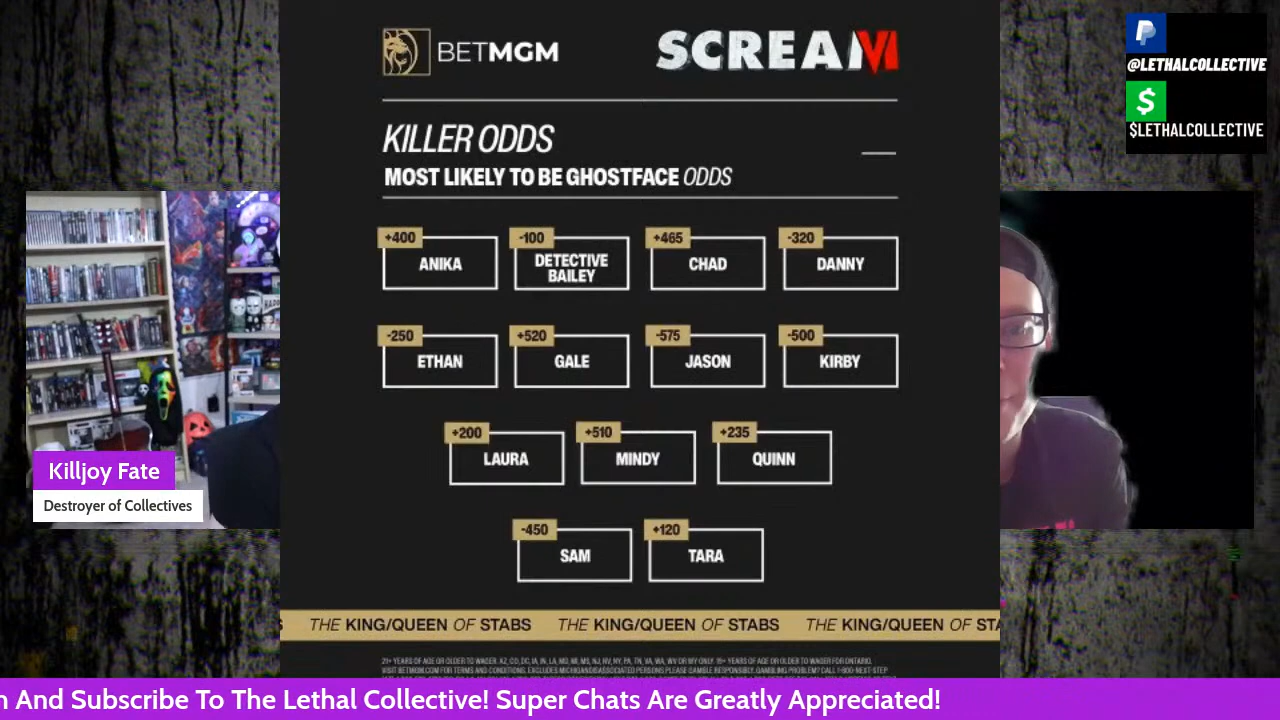 BETMGM
SCREAM VI
@LETHALCOLLECTIVE
$LETHALCOLLECTIVE
KILLER ODDS
MOST LIKELY TO BE GHOSTFACE ODDS
+400
ANIKA
-100
DETECTIVE
BAILEY
+465
CHAD
-320
DANNY
-250
ETHAN
+520
GALE
-575
JASON
-500
KIRBY
+200
LAURA
+510
MINDY
+235
QUINN
-450
SAM
+120
TARA
Killjoy Fate
Destroyer of Collectives
THE KING/QUEEN OF STABS THE KING/QUEEN OF STABS THE KING/QUEEN OF STA
And Subscribe To The Lethal Collective! Super Chats Are Greatly Appreciated!